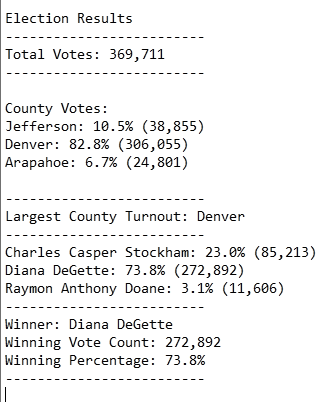 Election Results
-------------------------
Total Votes: 369,711
-------------------------
County Votes:
Jefferson: 10.5% (38,855)
Denver: 82.8% (306,055)
Arapahoe: 6.7% (24,801)
-------------------------
Largest County Turnout: Denver
-------------------------
Charles Casper Stockham: 23.0% (85,213)
Diana DeGette: 73.8% (272,892)
Raymon Anthony Doane: 3.1% (11,606)
-------------------------
Winner: Diana DeGette
Winning Vote Count: 272,892
Winning Percentage: 73.8%
-------------------------